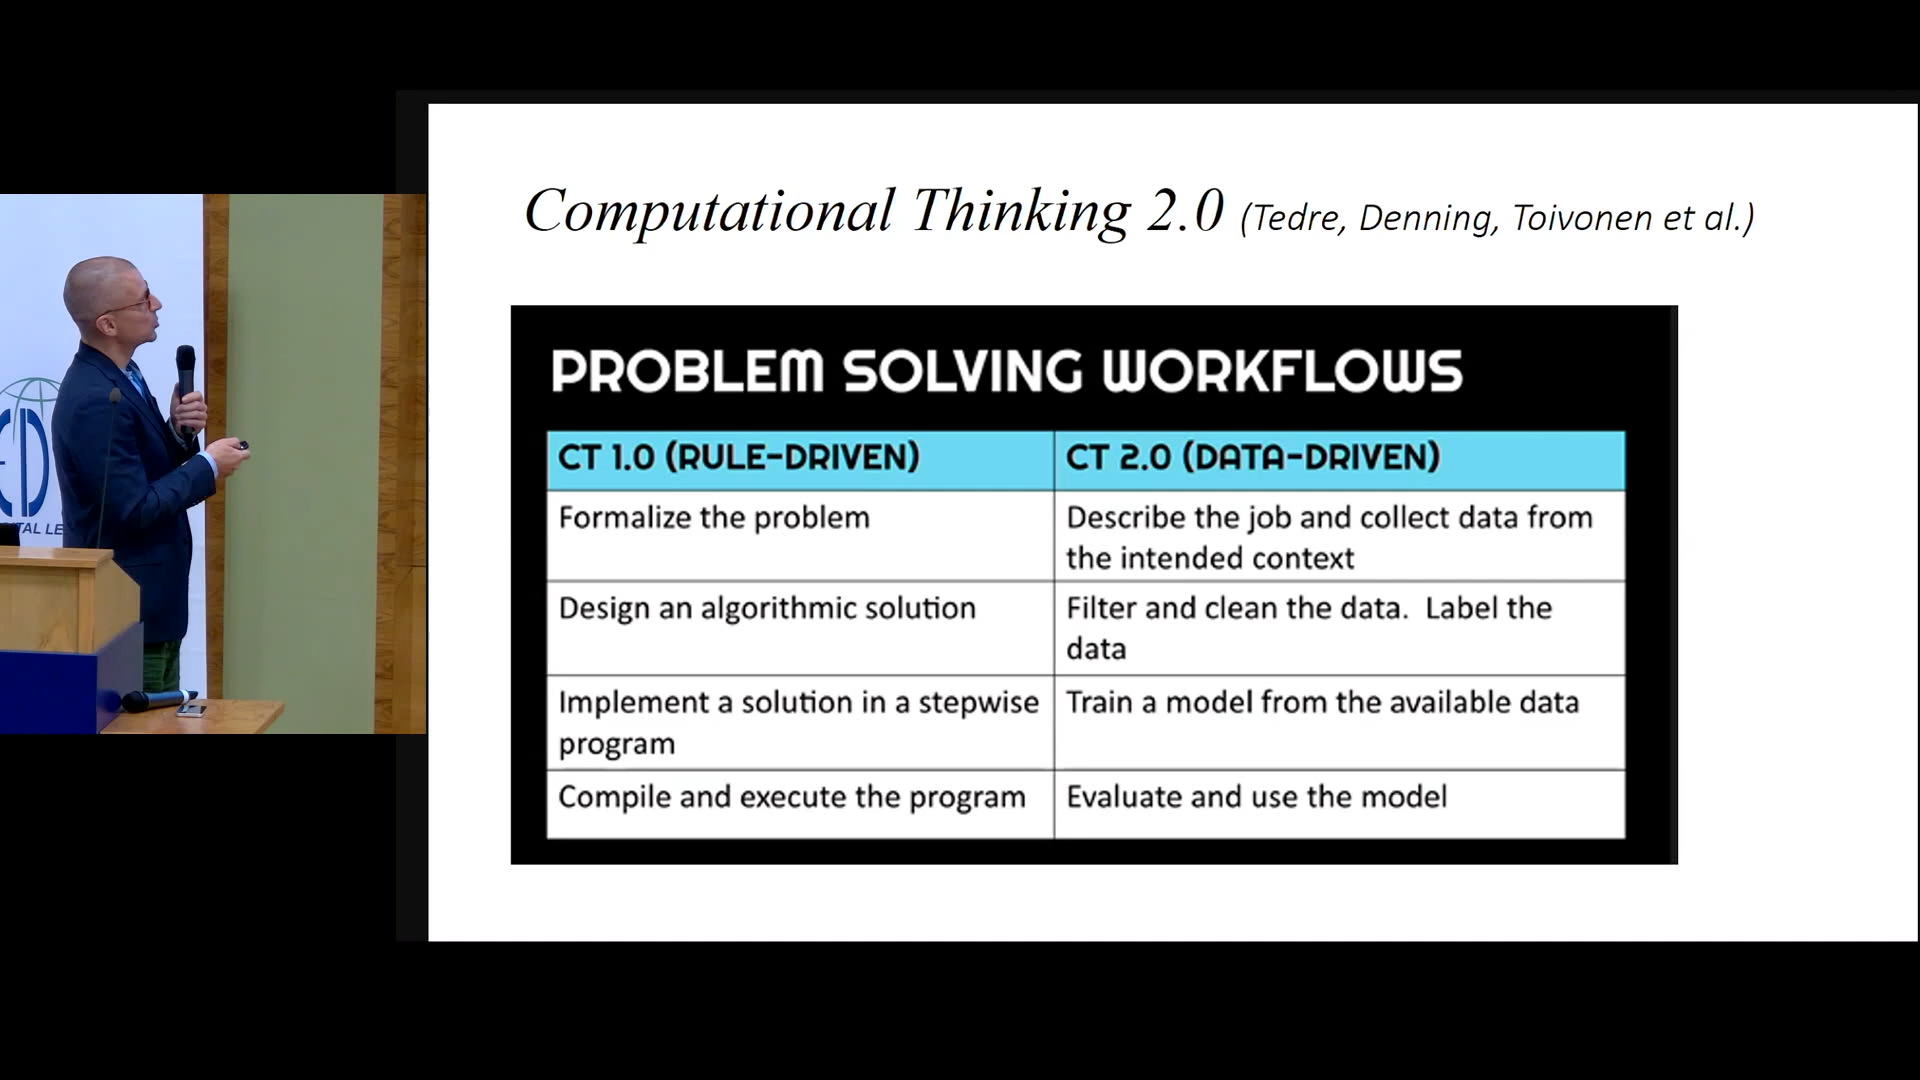 Computational Thinking 2.0 (Tedre, Denning, Toivonen et al.)
PROBLEM SOLVING WORKFLOWS
CT 1.0 (RULE-DRIVEN)
CT 2.0 (DATA-DRIVEN)
Formalize the problem
Describe the job and collect data from
the intended context
Design an algorithmic solution
Filter and clean the data. Label the
data
Implement a solution in a stepwise
program
Train a model from the available data
Compile and execute the program
Evaluate and use the model